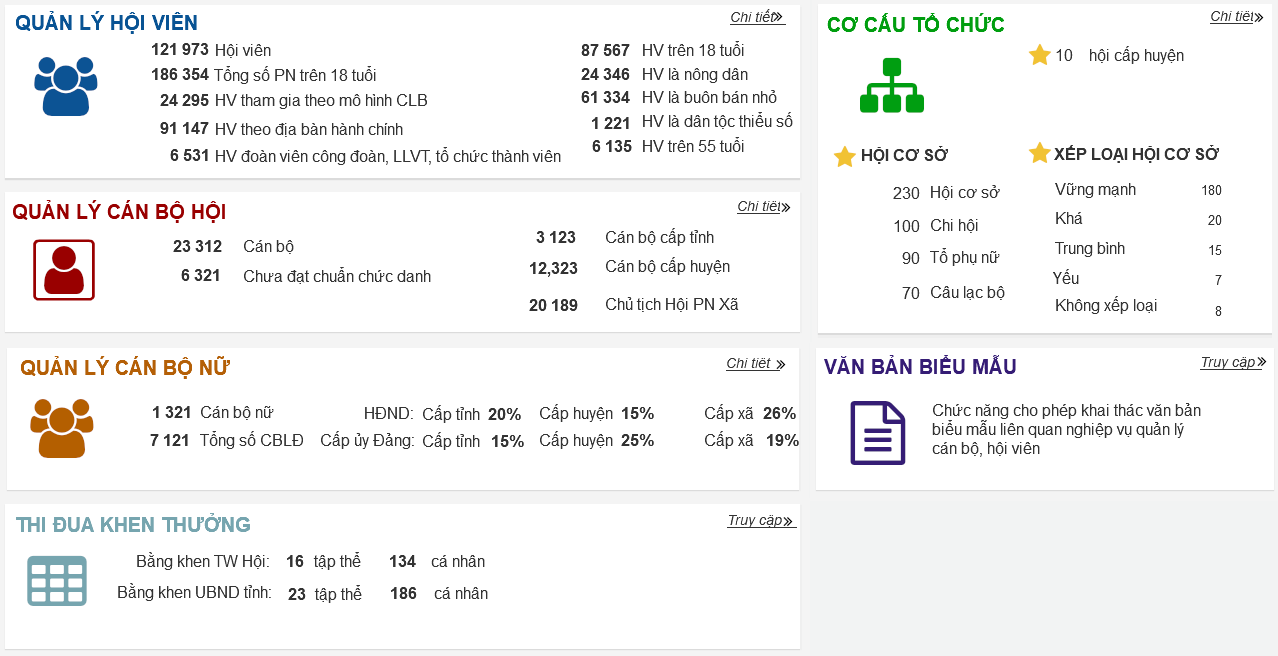 QUẢN LÝ HỘI VIÊN
Chi tiết
121 973 Hội viên
186 354 Tổng số PN trên 18 tuổi
24 295 HV tham gia theo mô hình CLB
91 147 HV theo địa bàn hành chính
6 531 HV đoàn viên công đoàn, LLVT, tổ chức thành viên
87 567 HV trên 18 tuổi
24 346 HV là nông dân
61 334 HV là buôn bán nhỏ
1 221 HV là dân tộc thiểu số
6 135 HV trên 55 tuổi
CƠ CẤU TỔ CHỨC
Chi tiết
10 hội cấp huyện
HỘI CƠ SỞ
230 Hội cơ sở
100 Chi hội
90 Tổ phụ nữ
70 Câu lạc bộ
XẾP LOẠI HỘI CƠ SỞ
Vững mạnh 180
Khá 20
Trung bình 15
Yếu 7
Không xếp loại 8
QUẢN LÝ CÁN BỘ HỘI
Chi tiết
23 312 Cán bộ
6 321 Chưa đạt chuẩn chức danh
3 123 Cán bộ cấp tỉnh
12,323 Cán bộ cấp huyện
20 189 Chủ tịch Hội PN Xã
QUẢN LÝ CÁN BỘ NỮ
Chi tiết
1 321 Cán bộ nữ HĐND: Cấp tỉnh 20% Cấp huyện 15% Cấp xã 26%
7 121 Tổng số CBLĐ Cấp ủy Đảng: Cấp tỉnh 15% Cấp huyện 25% Cấp xã 19%
VĂN BẢN BIỂU MẪU
Truy cập
Chức năng cho phép khai thác văn bản
biểu mẫu liên quan nghiệp vụ quản lý
cán bộ, hội viên
THI ĐUA KHEN THƯỞNG
Truy cập
Bằng khen TW Hội: 16 tập thể 134 cá nhân
Bằng khen UBND tỉnh: 23 tập thể 186 cá nhân